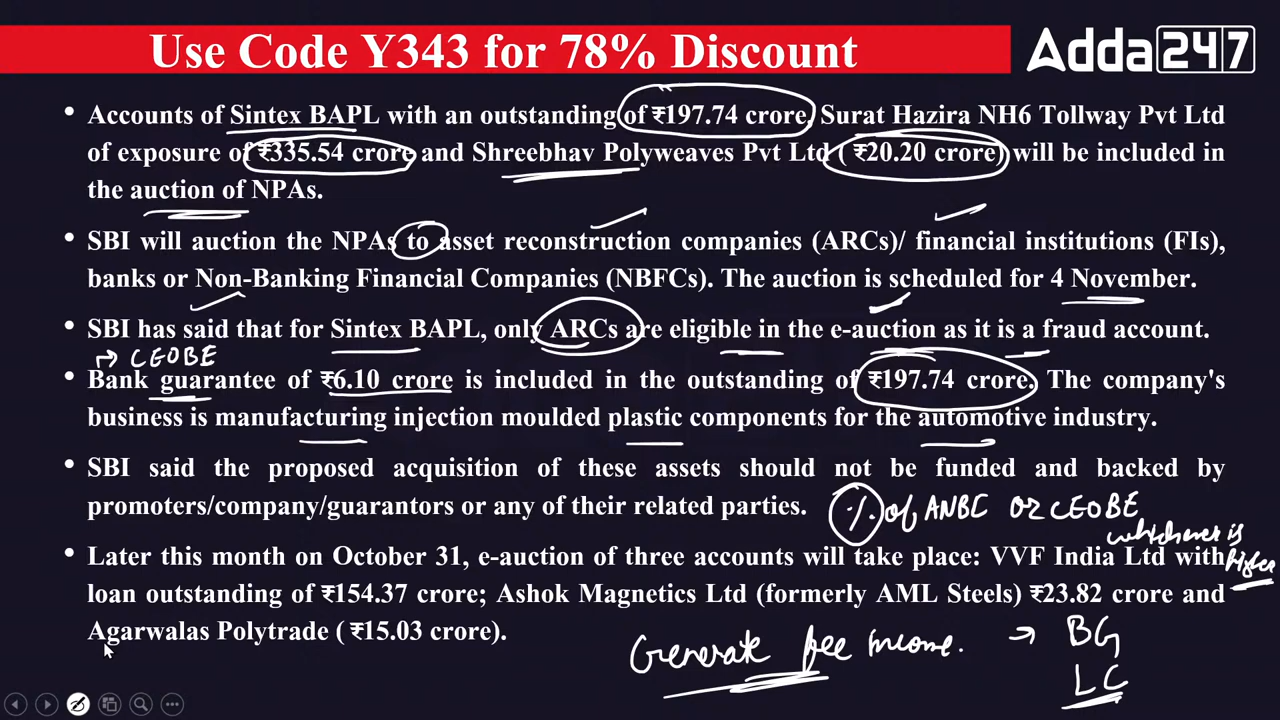 Use Code Y343 for 78% Discount
Adda247
• Accounts of Sintex BAPL with an outstanding of ₹197.74 crore, Surat Hazira NH6 Tollway Pvt Ltd
of exposure of ₹335.54 crore and Shreebhav Polyweaves Pvt Ltd ( ₹20.20 crore) will be included in
the auction of NPAs.
• SBI will auction the NPAs to asset reconstruction companies (ARCs)/ financial institutions (FIs),
banks or Non-Banking Financial Companies (NBFCs). The auction is scheduled for 4 November.
• SBI has said that for Sintex BAPL, only ARCs are eligible in the e-auction as it is a fraud account.
→ CEOBE
• Bank guarantee of ₹6.10 crore is included in the outstanding of ₹197.74 crore. The company's
business is manufacturing injection moulded plastic components for the automotive industry.
• SBI said the proposed acquisition of these assets should not be funded and backed by
promoters/company/guarantors or any of their related parties.
% of ANBC or CEOBE
whichever is
higher
• Later this month on October 31, e-auction of three accounts will take place: VVF India Ltd with
loan outstanding of ₹154.37 crore; Ashok Magnetics Ltd (formerly AML Steels) ₹23.82 crore and
Agarwalas Polytrade ( ₹15.03 crore).
Generate fee income. → BG
LC